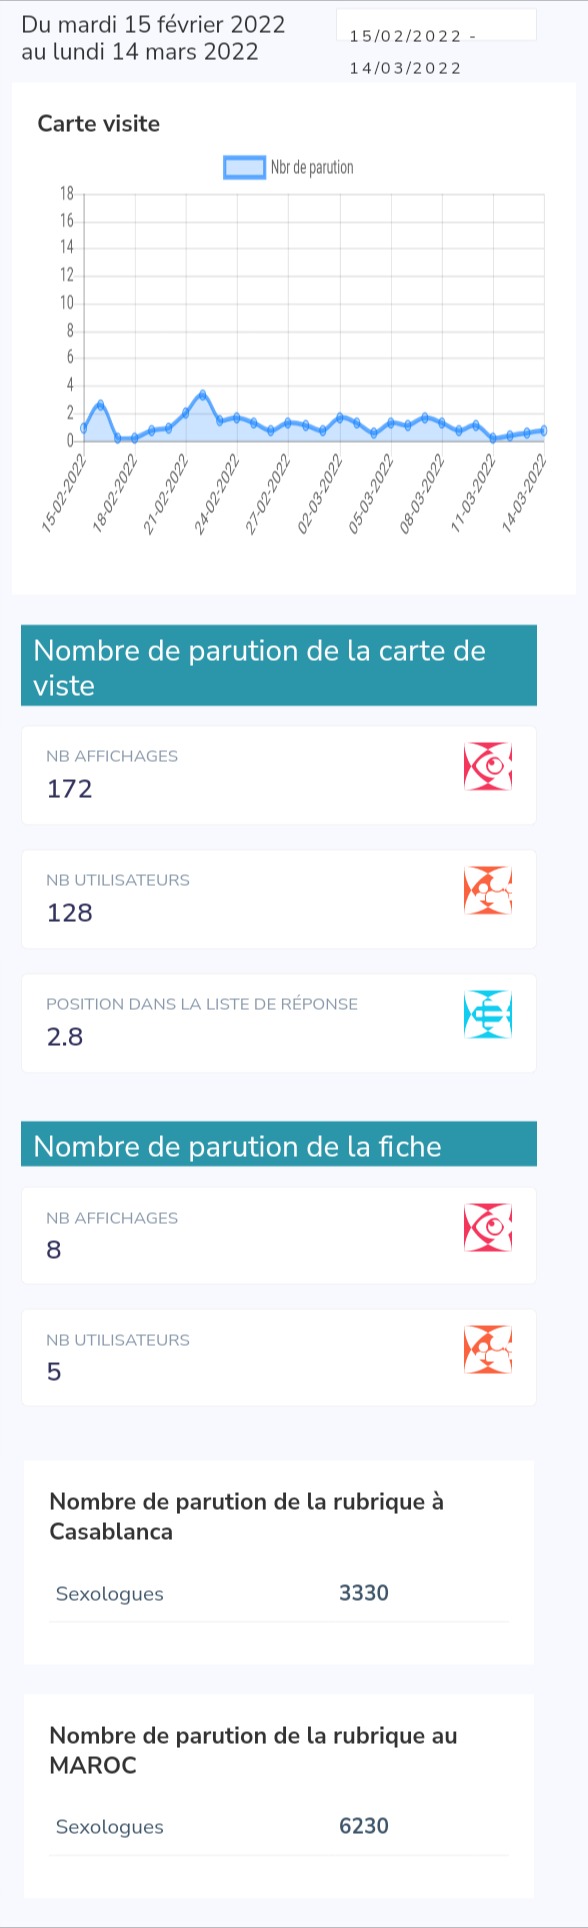 Du mardi 15 février 2022
au lundi 14 mars 2022
15/02/2022 -
14/03/2022
Carte visite
Nbr de parution
18
16
14
12
10
8
6
4
2
0
15-02-2022
18-02-2022
21-02-2022
24-02-2022
27-02-2022
02-03-2022
05-03-2022
08-03-2022
11-03-2022
14-03-2022
Nombre de parution de la carte de
viste
NB AFFICHAGES
172
NB UTILISATEURS
128
POSITION DANS LA LISTE DE RÉPONSE
2.8
Nombre de parution de la fiche
NB AFFICHAGES
8
NB UTILISATEURS
5
Nombre de parution de la rubrique à
Casablanca
Sexologues 3330
Nombre de parution de la rubrique au
MAROC
Sexologues 6230